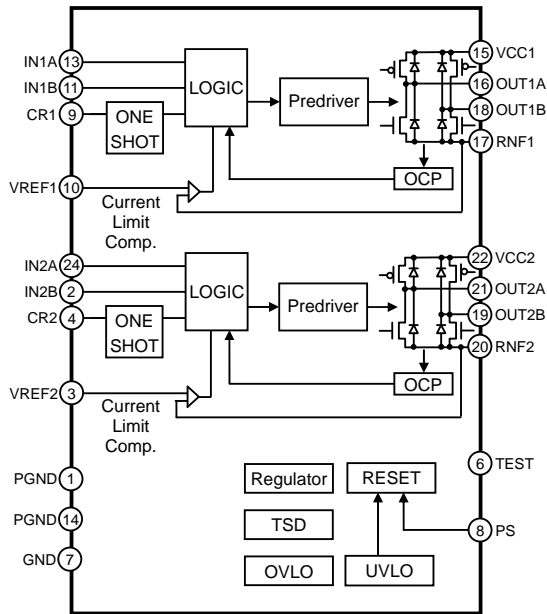 IN1A 13
IN1B 11
CR1 9
ONE
SHOT
LOGIC
Predriver
15 VCC1
16 OUT1A
18 OUT1B
17 RNF1
OCP
VREF1 10
Current
Limit
Comp.
IN2A 24
IN2B 2
CR2 4
ONE
SHOT
LOGIC
Predriver
22 VCC2
21 OUT2A
19 OUT2B
20 RNF2
OCP
VREF2 3
Current
Limit
Comp.
PGND 1
PGND 14
GND 7
Regulator
RESET
TSD
OVLO
UVLO
6 TEST
8 PS